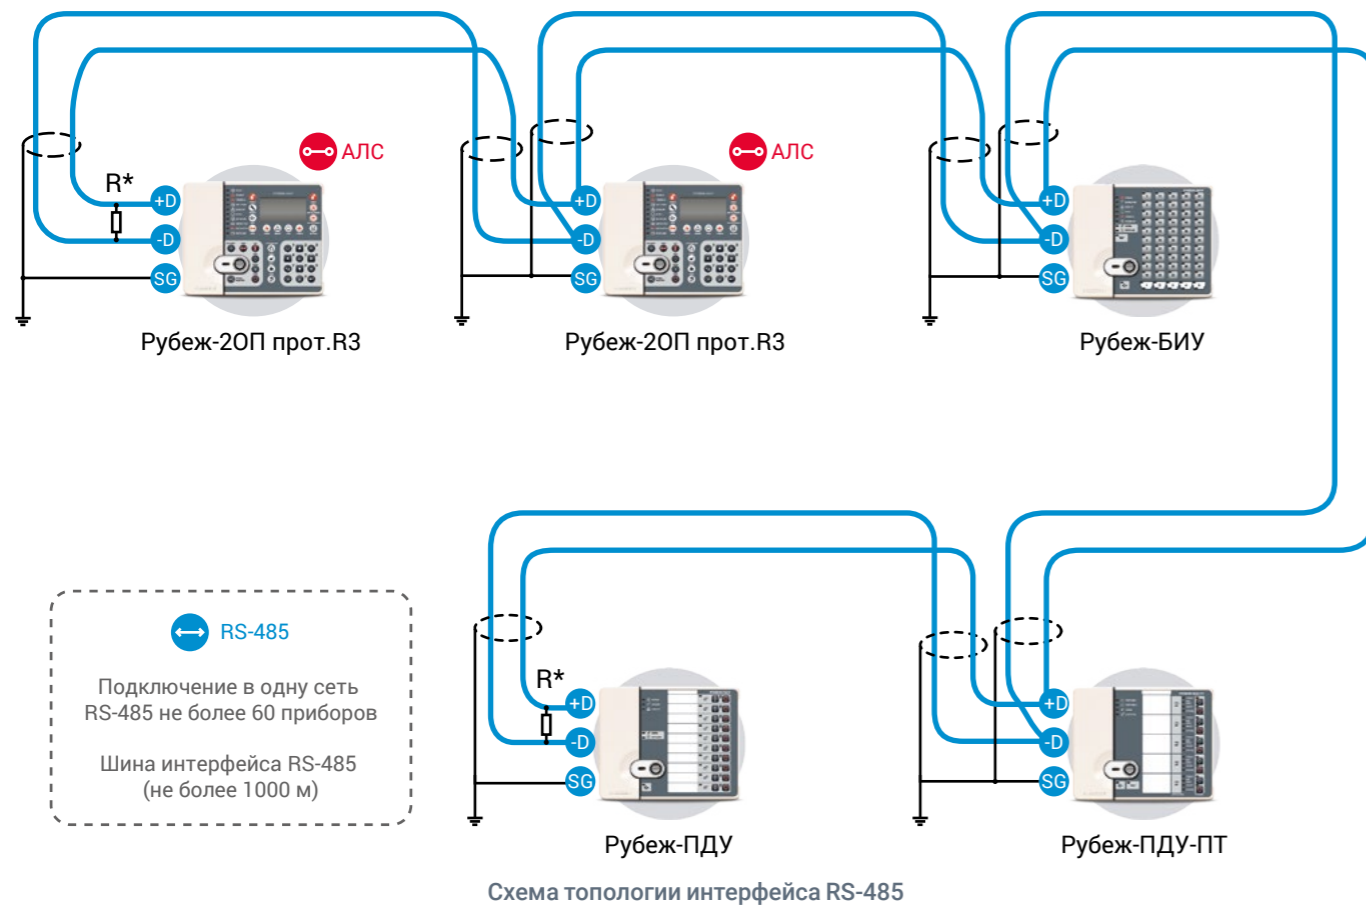 АЛС
АЛС
R*
+D
-D
SG
+D
-D
SG
+D
-D
SG
Рубеж-2ОП прот.R3
Рубеж-2ОП прот.R3
Рубеж-БИУ
RS-485
Подключение в одну сеть
RS-485 не более 60 приборов
Шина интерфейса RS-485
(не более 1000 м)
R*
+D
-D
SG
+D
-D
SG
Рубеж-ПДУ
Рубеж-ПДУ-ПТ
Схема топологии интерфейса RS-485